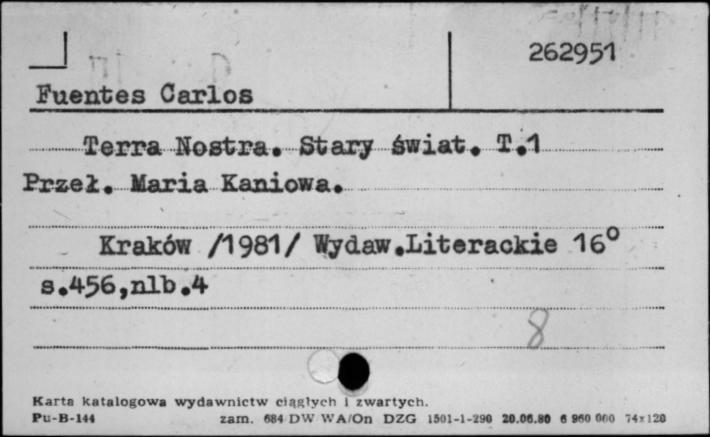 262951
Fuentes Carlos
Terra Nostra. Stary świat. T.1
Przeł. Maria Kaniowa.
Kraków /1981/ Wydaw.Literackie 16°
s.456,nlb.4
8
Karta katalogowa wydawnictw ciągłych i zwartych.
Pu-B-144 zam. 684 DW WA/On DZG 1501-1-290 20.06.80 6 960 000 74x120